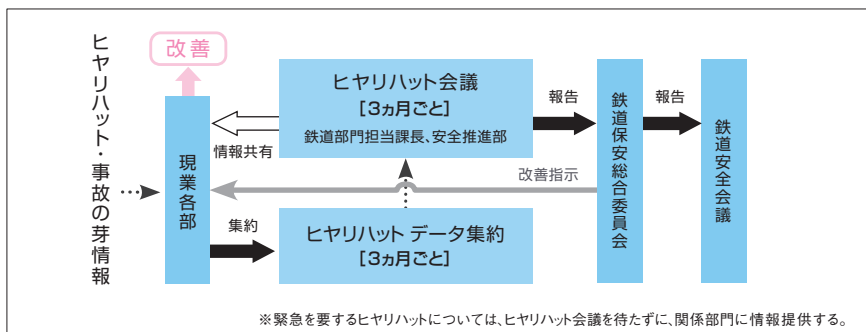 ヒヤリハット・事故の芽情報
改善
現業各部
情報共有
集約
ヒヤリハット会議
[3ヵ月ごと]
鉄道部門担当課長、安全推進部
ヒヤリハット データ集約
[3ヵ月ごと]
報告
改善指示
鉄道保安総合委員会
報告
鉄道安全会議
※緊急を要するヒヤリハットについては、ヒヤリハット会議を待たずに、関係部門に情報提供する。